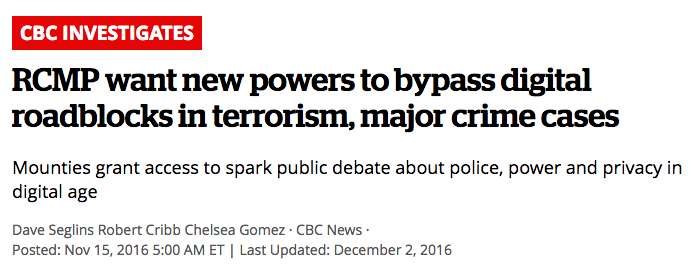 CBC INVESTIGATES
RCMP want new powers to bypass digital
roadblocks in terrorism, major crime cases
Mounties grant access to spark public debate about police, power and privacy in
digital age
Dave Seglins Robert Cribb Chelsea Gomez · CBC News ·
Posted: Nov 15, 2016 5:00 AM ET | Last Updated: December 2, 2016